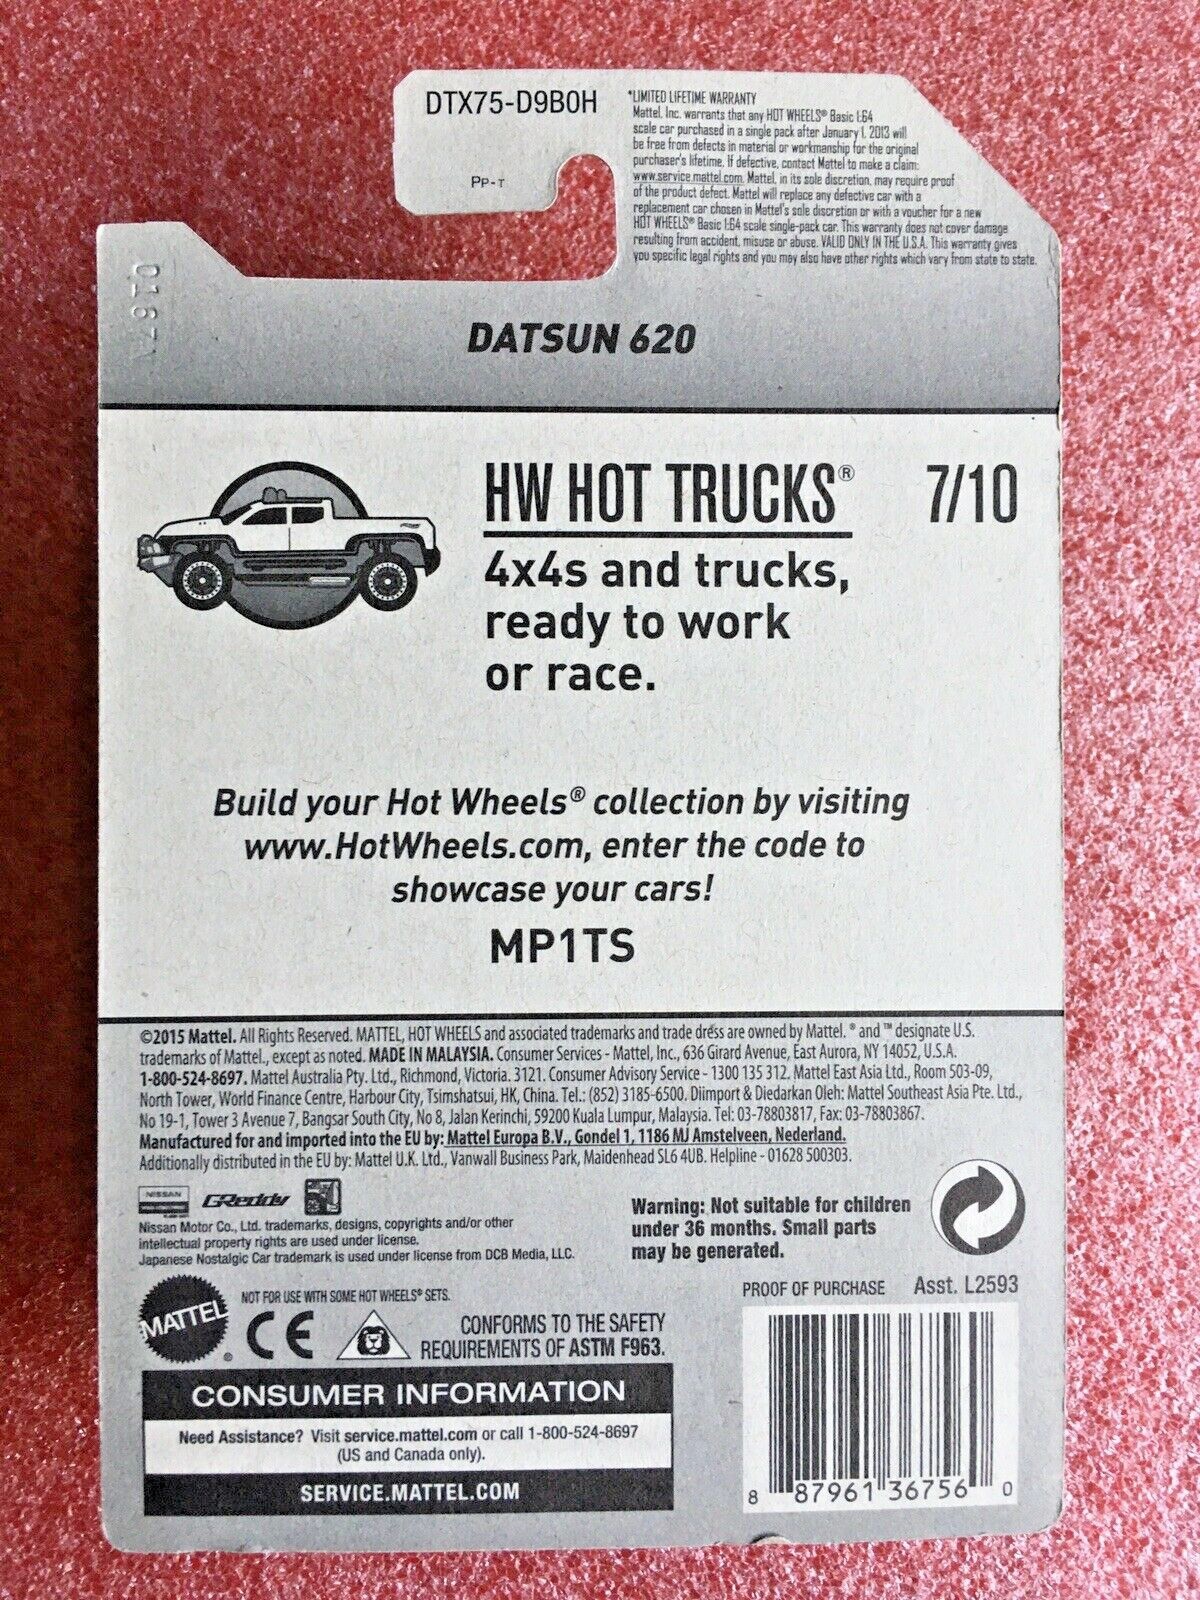 DTX75-D9B0H
PP-T
*LIMITED LIFETIME WARRANTY
Mattel, Inc. warrants that any HOT WHEELS® Basic 1:64
scale car purchased in a single pack after January 1, 2013 will
be free from defects in material or workmanship for the original
purchaser's lifetime. If defective, contact Mattel to make a claim:
www.service.mattel.com. Mattel, in its sole discretion, may require proof
of the product defect. Mattel will replace any defective car with a
replacement car chosen in Mattel's sole discretion or with a voucher for a new
HOT WHEELS® Basic 1:64 scale single-pack car. This warranty does not cover damage
resulting from accident, misuse or abuse. VALID ONLY IN THE U.S.A. This warranty gives
you specific legal rights and you may also have other rights which vary from state to state.
DATSUN 620
HW HOT TRUCKS® 7/10
4x4s and trucks,
ready to work
or race.
Build your Hot Wheels® collection by visiting
www.HotWheels.com, enter the code to
showcase your cars!
MP1TS
©2015 Mattel. All Rights Reserved. MATTEL, HOT WHEELS and associated trademarks and trade dress are owned by Mattel. ® and ™ designate U.S.
trademarks of Mattel., except as noted. MADE IN MALAYSIA. Consumer Services - Mattel, Inc., 636 Girard Avenue, East Aurora, NY 14052, U.S.A.
1-800-524-8697. Mattel Australia Pty. Ltd., Richmond, Victoria. 3121. Consumer Advisory Service - 1300 135 312. Mattel East Asia Ltd., Room 503-09,
North Tower, World Finance Centre, Harbour City, Tsimshatsui, HK, China. Tel.: (852) 3185-6500. Diimport & Diedarkan Oleh: Mattel Southeast Asia Pte. Ltd.,
No 19-1, Tower 3 Avenue 7, Bangsar South City, No 8, Jalan Kerinchi, 59200 Kuala Lumpur, Malaysia. Tel: 03-78803817, Fax: 03-78803867.
Manufactured for and imported into the EU by: Mattel Europa B.V., Gondel 1, 1186 MJ Amstelveen, Nederland.
Additionally distributed in the EU by: Mattel U.K. Ltd., Vanwall Business Park, Maidenhead SL6 4UB. Helpline - 01628 500303.
NISSAN GReddy
Nissan Motor Co., Ltd. trademarks, designs, copyrights and/or other
intellectual property rights are used under license.
Japanese Nostalgic Car trademark is used under license from DCB Media, LLC.
Warning: Not suitable for children
under 36 months. Small parts
may be generated.
PROOF OF PURCHASE Asst. L2593
MATTEL®
NOT FOR USE WITH SOME HOT WHEELS® SETS.
CE
CONFORMS TO THE SAFETY
REQUIREMENTS OF ASTM F963.
CONSUMER INFORMATION
Need Assistance? Visit service.mattel.com or call 1-800-524-8697
(US and Canada only).
SERVICE.MATTEL.COM
8 87961 36756 0